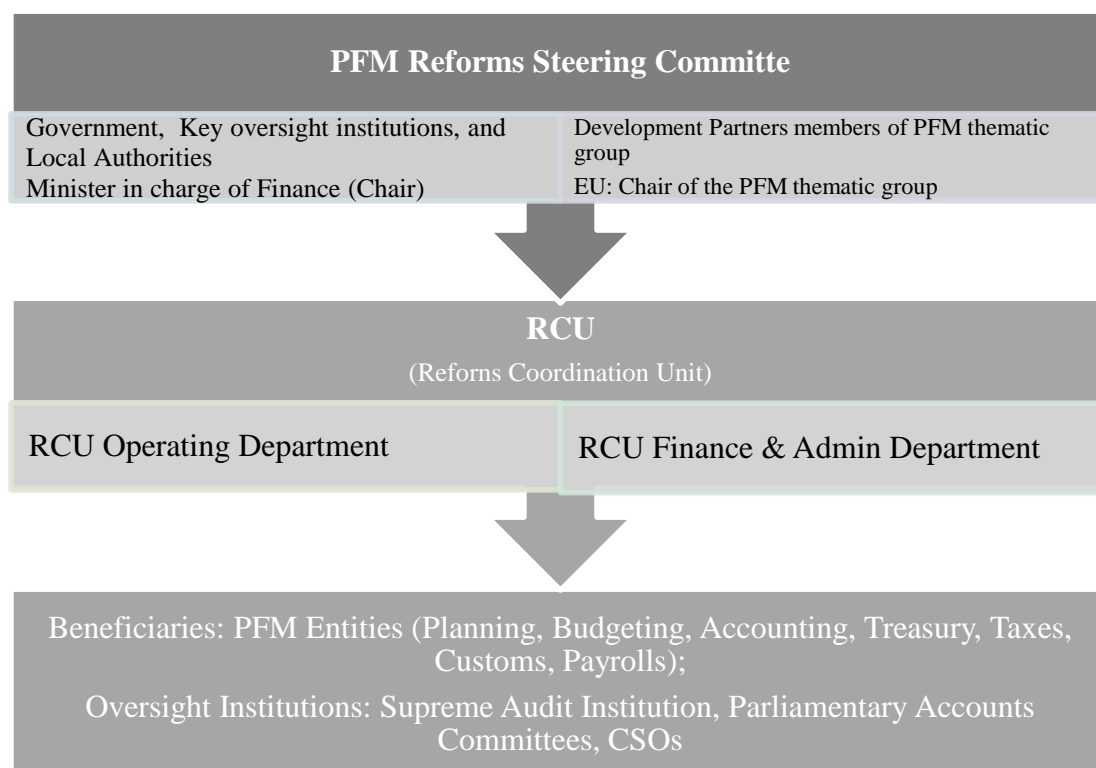 PFM Reforms Steering Committe
Government, Key oversight institutions, and
Local Authorities
Minister in charge of Finance (Chair)
Development Partners members of PFM thematic
group
EU: Chair of the PFM thematic group
RCU
(Reforns Coordination Unit)
RCU Operating Department
RCU Finance & Admin Department
Beneficiaries: PFM Entities (Planning, Budgeting, Accounting, Treasury, Taxes,
Customs, Payrolls);
Oversight Institutions: Supreme Audit Institution, Parliamentary Accounts
Committees, CSOs